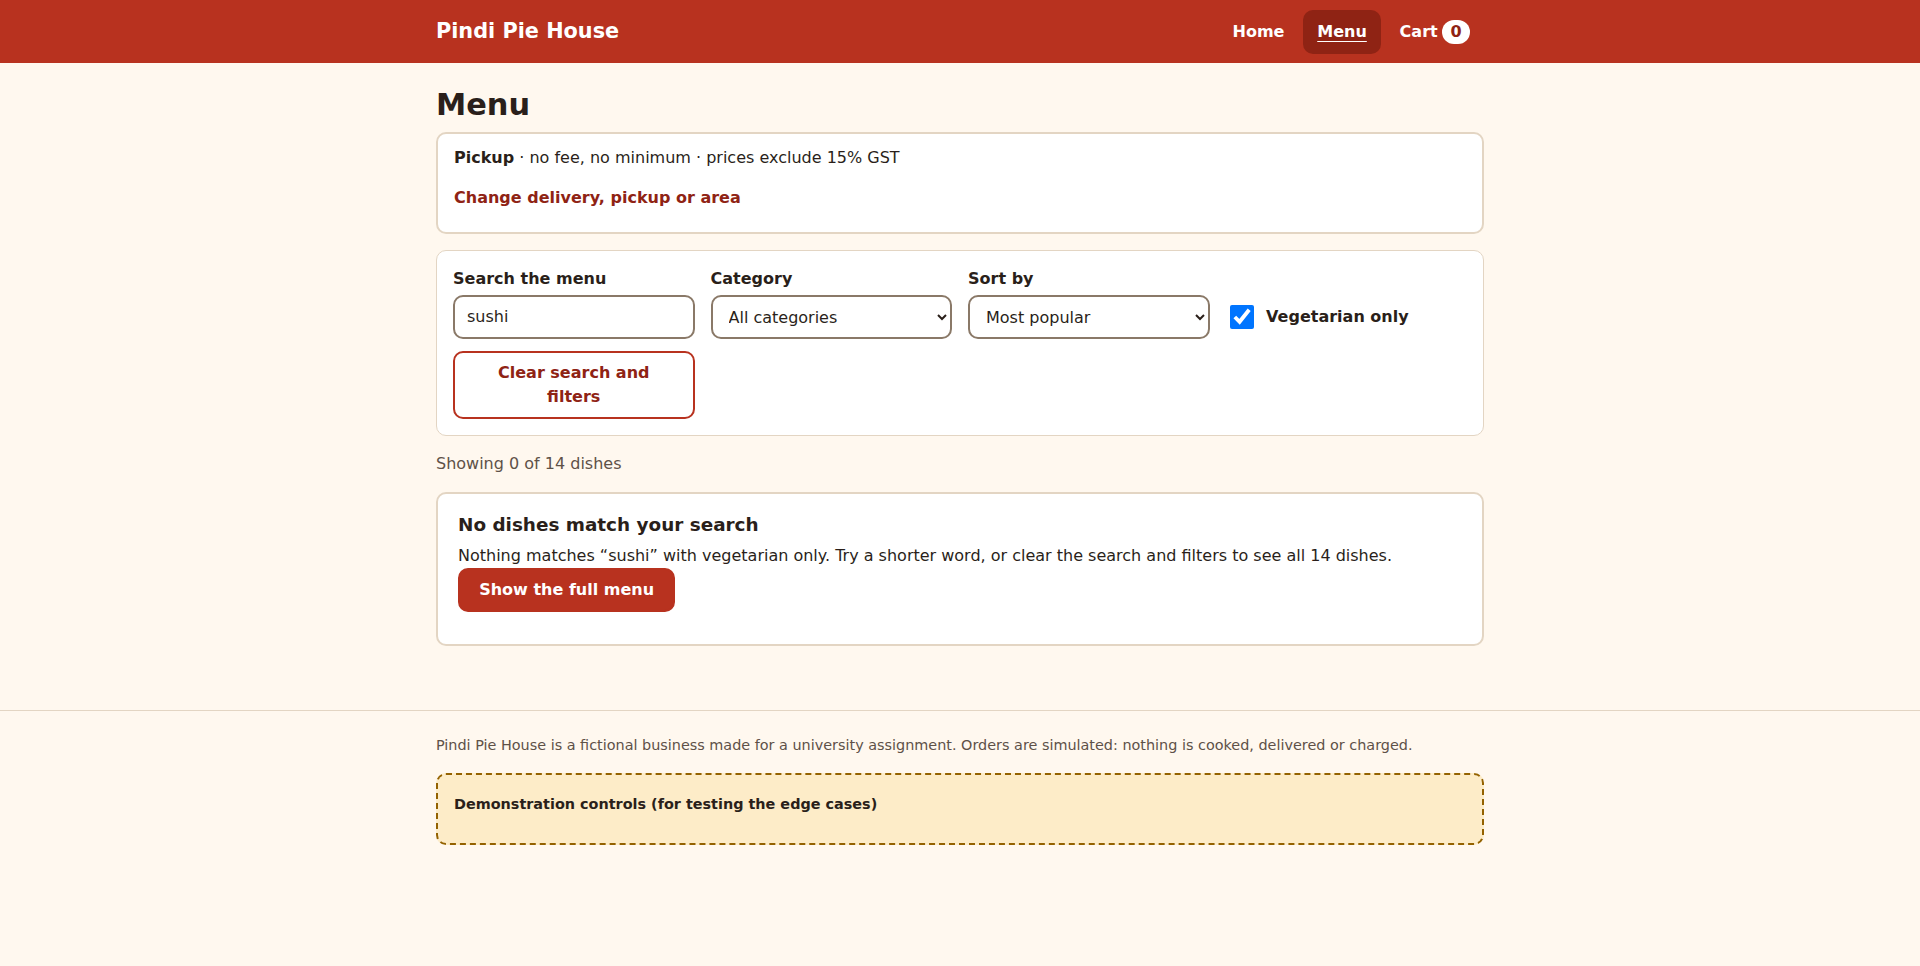 Pindi Pie House
Home Menu Cart 0
Menu
Pickup · no fee, no minimum · prices exclude 15% GST
Change delivery, pickup or area
Search the menu Category Sort by
sushi All categories Most popular Vegetarian only
Clear search and
filters
Showing 0 of 14 dishes
No dishes match your search
Nothing matches “sushi” with vegetarian only. Try a shorter word, or clear the search and filters to see all 14 dishes.
Show the full menu
Pindi Pie House is a fictional business made for a university assignment. Orders are simulated: nothing is cooked, delivered or charged.
Demonstration controls (for testing the edge cases)